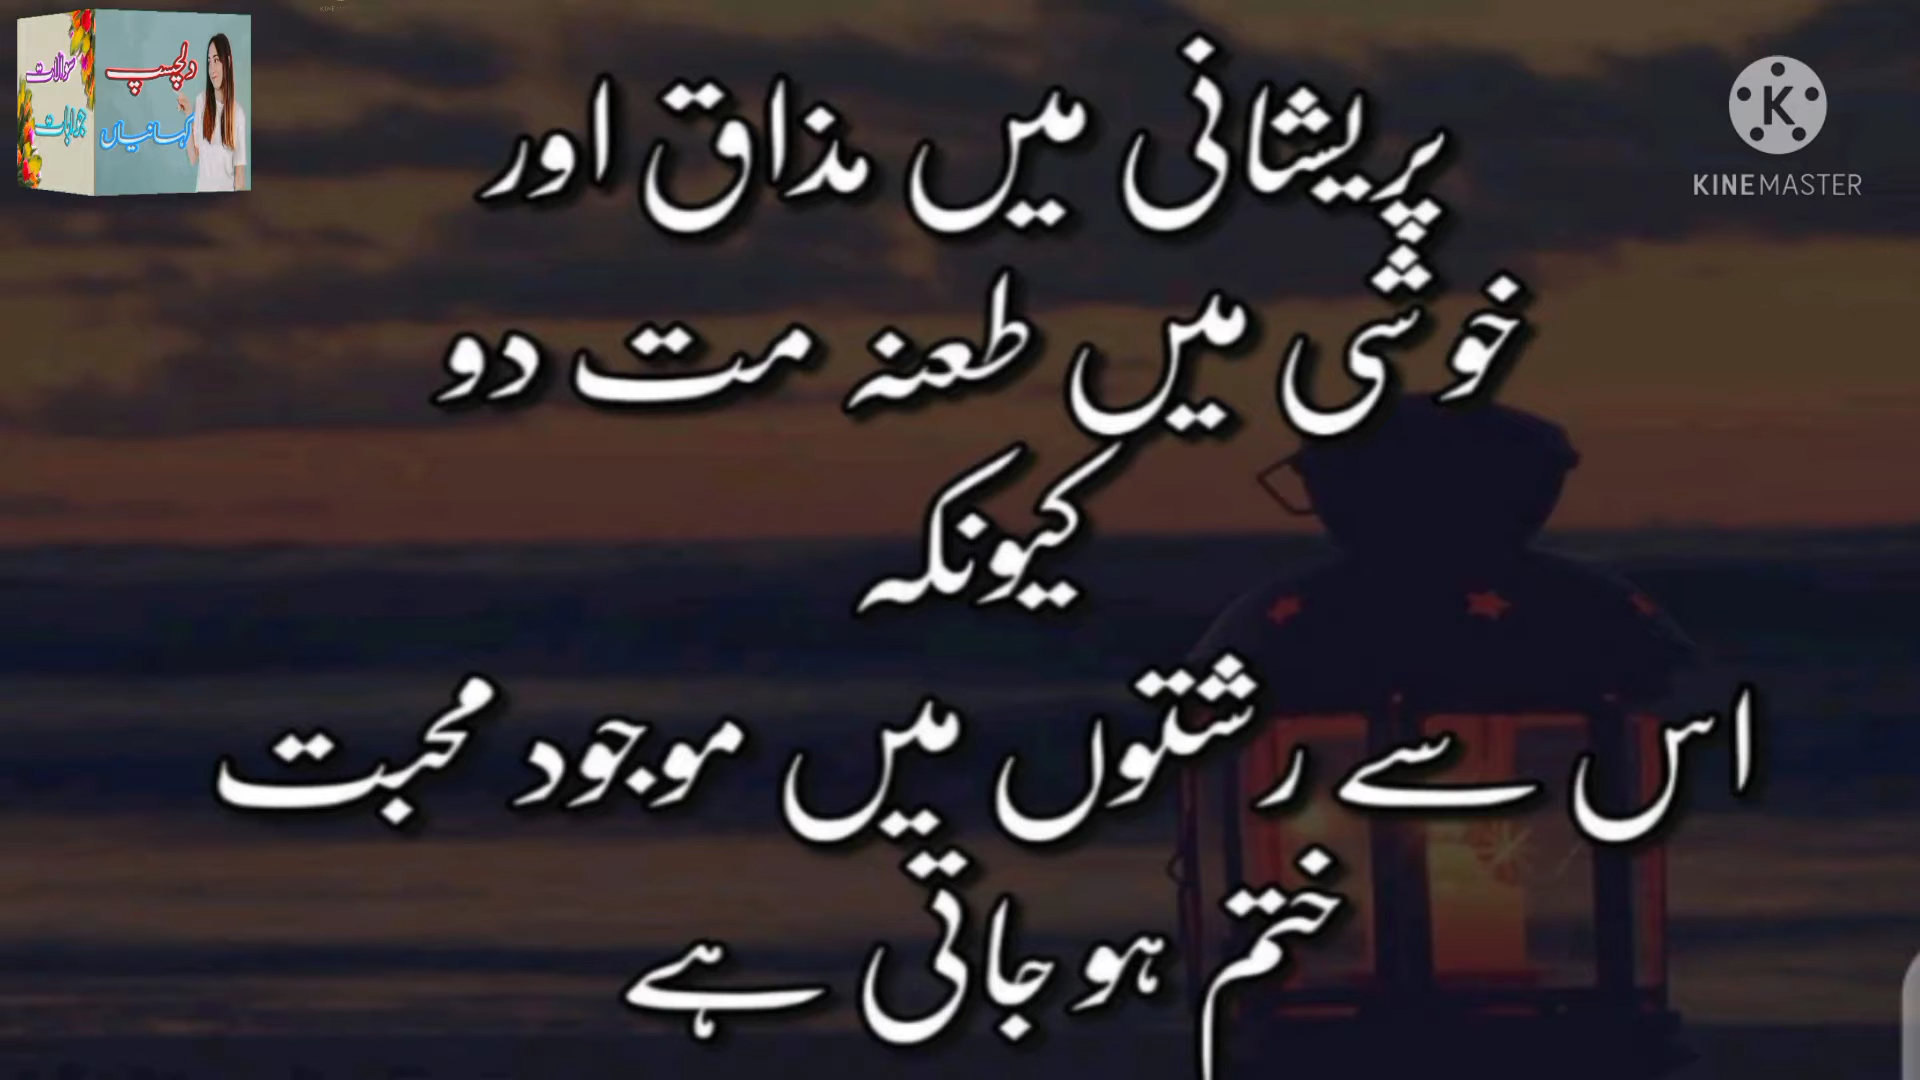 دلچسپ
کہانیاں
سوالات
جوابات
KINEMASTER
پریشانی میں مذاق اور
خوشی میں طعنہ مت دو
کیونکہ
اس سے رشتوں میں موجود محبت
ختم ہو جاتی ہے